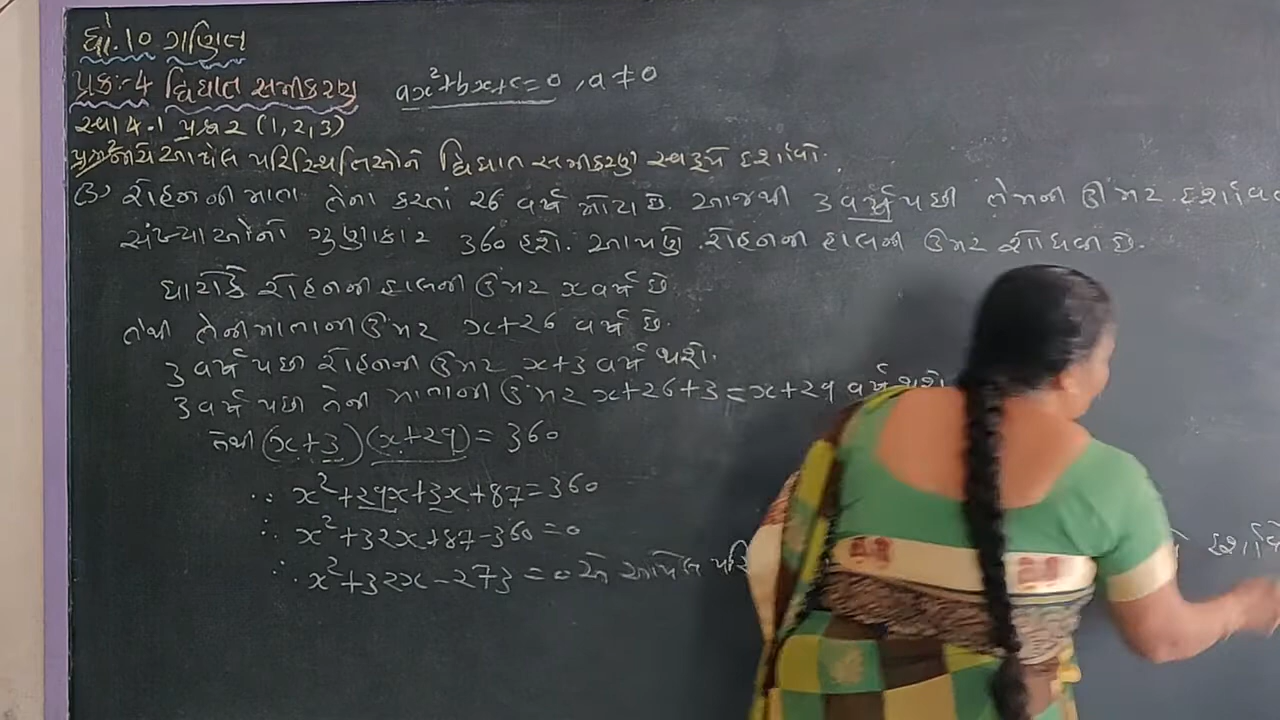 ધો.10 ગણિત
પ્રક:-4 દ્વિઘાત સમીકરણ ax²+bx+c=0 , a≠0
સ્વા 4.1 પ્રશ્ન 2 (1,2,3)
આપેલ પરિસ્થિતિઓને દ્વિઘાત સમીકરણ સ્વરૂપે દર્શાવો.
(3) રોહનની માતા તેના કરતાં 26 વર્ષ મોટા છે. આજથી 3 વર્ષ પછી તેમની ઉંમર દર્શાવતી
સંખ્યાઓનો ગુણાકાર 360 હશે. આપણે રોહનની હાલની ઉંમર શોધવી છે.
ધારોકે રોહનની હાલની ઉંમર x વર્ષ છે.
તેથી તેની માતાની ઉંમર x+26 વર્ષ છે.
3 વર્ષ પછી રોહનની ઉંમર x+3 વર્ષ થશે.
3 વર્ષ પછી તેની માતાની ઉંમર x+26+3=x+29 વર્ષ થશે.
તેથી (x+3)(x+29)=360
∴ x²+29x+3x+87=360
∴ x²+32x+87-360=0
∴ x²+32x-273=0 એ આપેલ પરિ